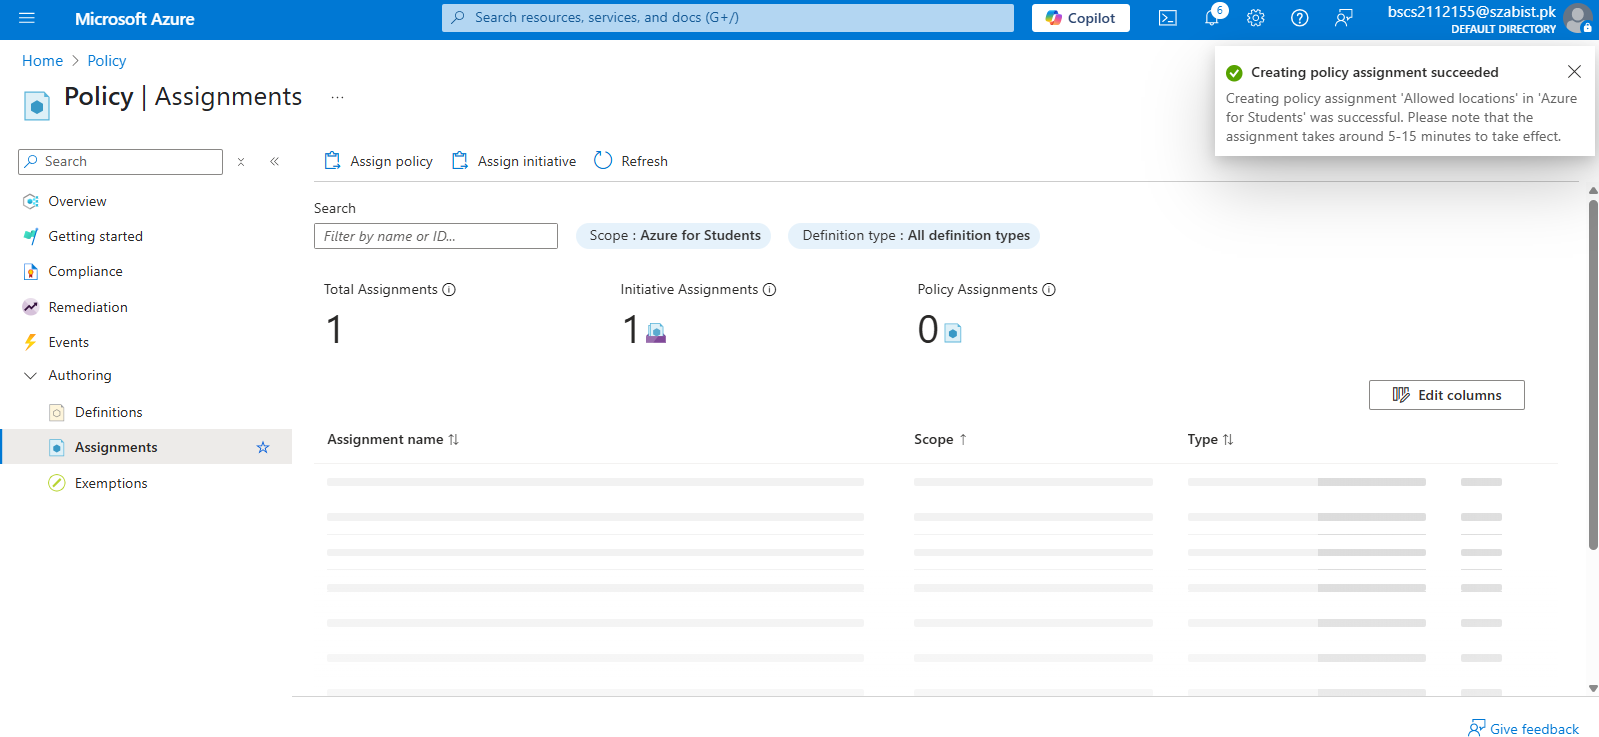 Microsoft Azure
Search resources, services, and docs (G+/)
Copilot
6
bscs2112155@szabist.pk
DEFAULT DIRECTORY
Home > Policy
Policy | Assignments ...
Creating policy assignment succeeded
Creating policy assignment 'Allowed locations' in 'Azure
for Students' was successful. Please note that the
assignment takes around 5-15 minutes to take effect.
Search
Overview
Getting started
Compliance
Remediation
Events
Authoring
Definitions
Assignments
Exemptions
Assign policy Assign initiative Refresh
Search
Filter by name or ID...
Scope : Azure for Students
Definition type : All definition types
Total Assignments
1
Initiative Assignments
1
Policy Assignments
0
Edit columns
Assignment name Scope Type
Give feedback